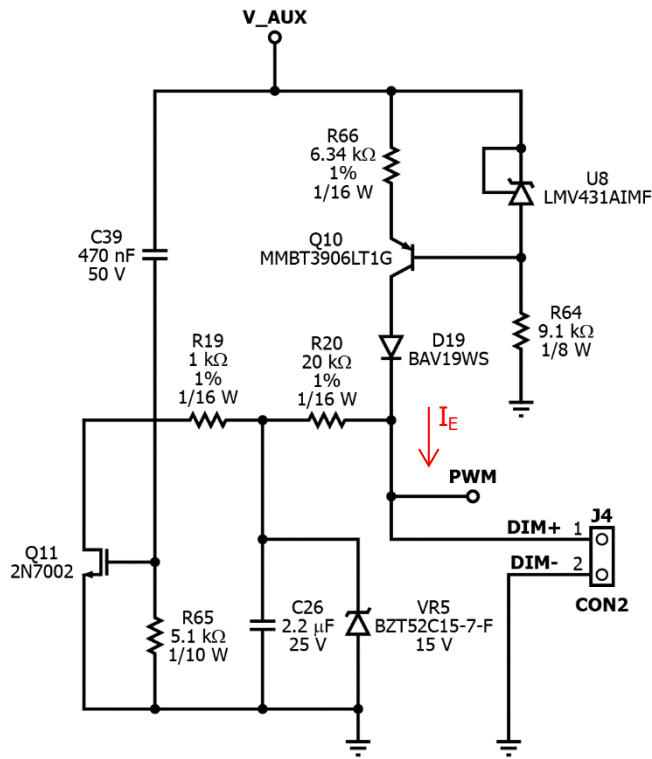 V_AUX
R66
6.34 kΩ
1%
1/16 W
U8
LMV431AIMF
C39
470 nF
50 V
Q10
MMBT3906LT1G
R64
9.1 kΩ
1/8 W
R19
1 kΩ
1%
1/16 W
R20
20 kΩ
1%
1/16 W
D19
BAV19WS
I_E
PWM
DIM+ 1
J4
DIM- 2
CON2
Q11
2N7002
R65
5.1 kΩ
1/10 W
C26
2.2 μF
25 V
VR5
BZT52C15-7-F
15 V